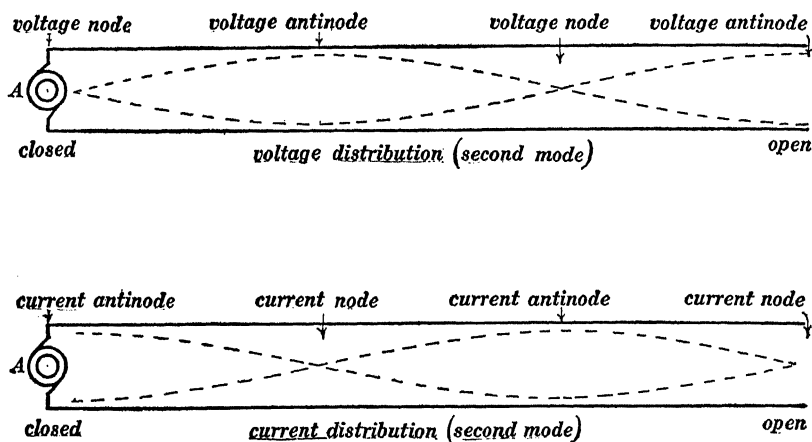 voltage node voltage antinode voltage node voltage antinode
A
closed voltage distribution (second mode) open
current antinode current node current antinode current node
A
closed current distribution (second mode) open